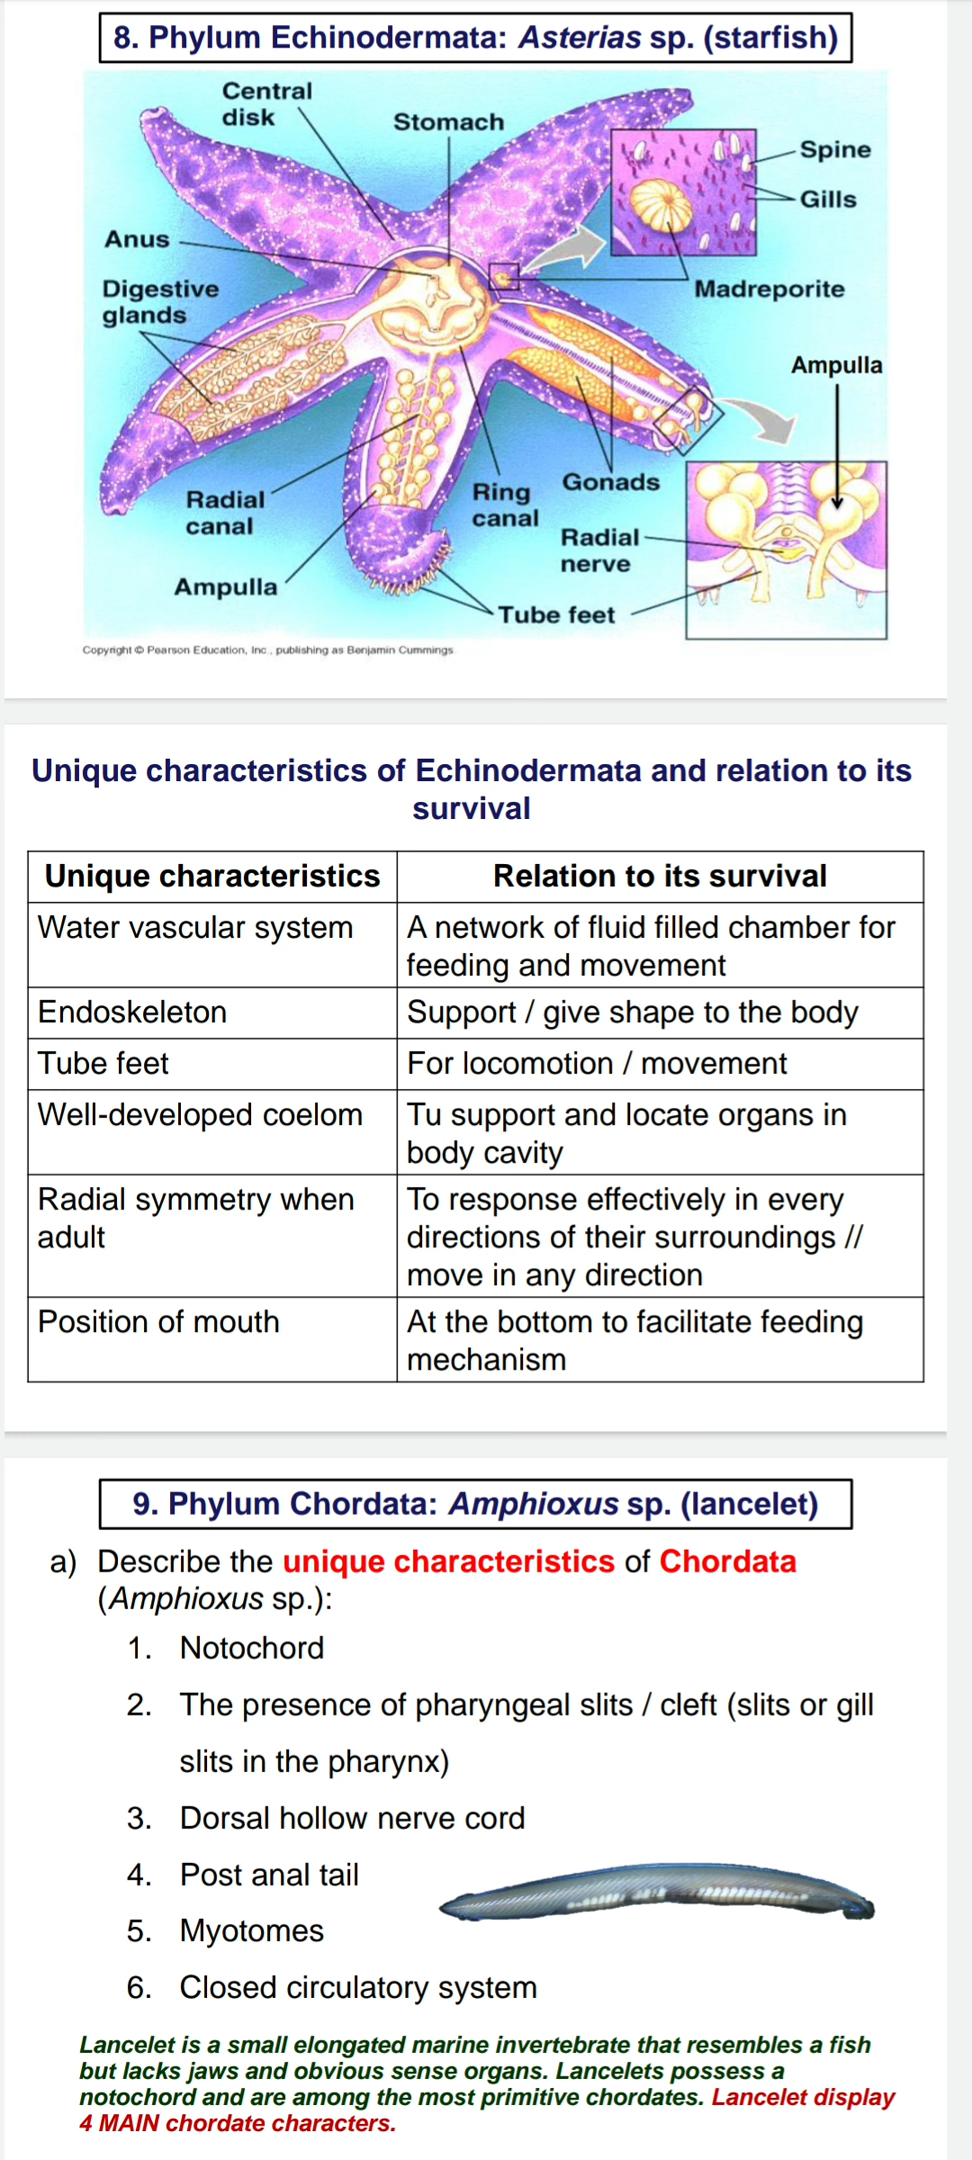 8. Phylum Echinodermata: Asterias sp. (starfish)
Central
disk
Stomach
Spine
Gills
Anus
Digestive
glands
Madreporite
Ampulla
Radial
canal
Ring
canal
Gonads
Radial
nerve
Ampulla
Tube feet
Copyright © Pearson Education, Inc., publishing as Benjamin Cummings
Unique characteristics of Echinodermata and relation to its
survival
Unique characteristics
Relation to its survival
Water vascular system
A network of fluid filled chamber for
feeding and movement
Endoskeleton
Support / give shape to the body
Tube feet
For locomotion / movement
Well-developed coelom
Tu support and locate organs in
body cavity
Radial symmetry when
adult
To response effectively in every
directions of their surroundings //
move in any direction
Position of mouth
At the bottom to facilitate feeding
mechanism
9. Phylum Chordata: Amphioxus sp. (lancelet)
a) Describe the unique characteristics of Chordata
(Amphioxus sp.):
1. Notochord
2. The presence of pharyngeal slits / cleft (slits or gill
slits in the pharynx)
3. Dorsal hollow nerve cord
4. Post anal tail
5. Myotomes
6. Closed circulatory system
Lancelet is a small elongated marine invertebrate that resembles a fish
but lacks jaws and obvious sense organs. Lancelets possess a
notochord and are among the most primitive chordates. Lancelet display
4 MAIN chordate characters.